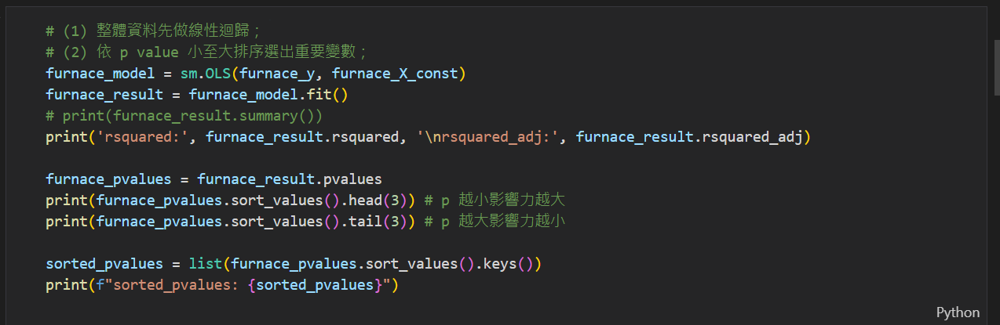 # (1) 整體資料先做線性迴歸；
# (2) 依 p value 小至大排序選出重要變數；
furnace_model = sm.OLS(furnace_y, furnace_X_const)
furnace_result = furnace_model.fit()
# print(furnace_result.summary())
print('rsquared:', furnace_result.rsquared, '\nrsquared_adj:', furnace_result.rsquared_adj)
furnace_pvalues = furnace_result.pvalues
print(furnace_pvalues.sort_values().head(3)) # p 越小影響力越大
print(furnace_pvalues.sort_values().tail(3)) # p 越大影響力越小
sorted_pvalues = list(furnace_pvalues.sort_values().keys())
print(f"sorted_pvalues: {sorted_pvalues}")
Python